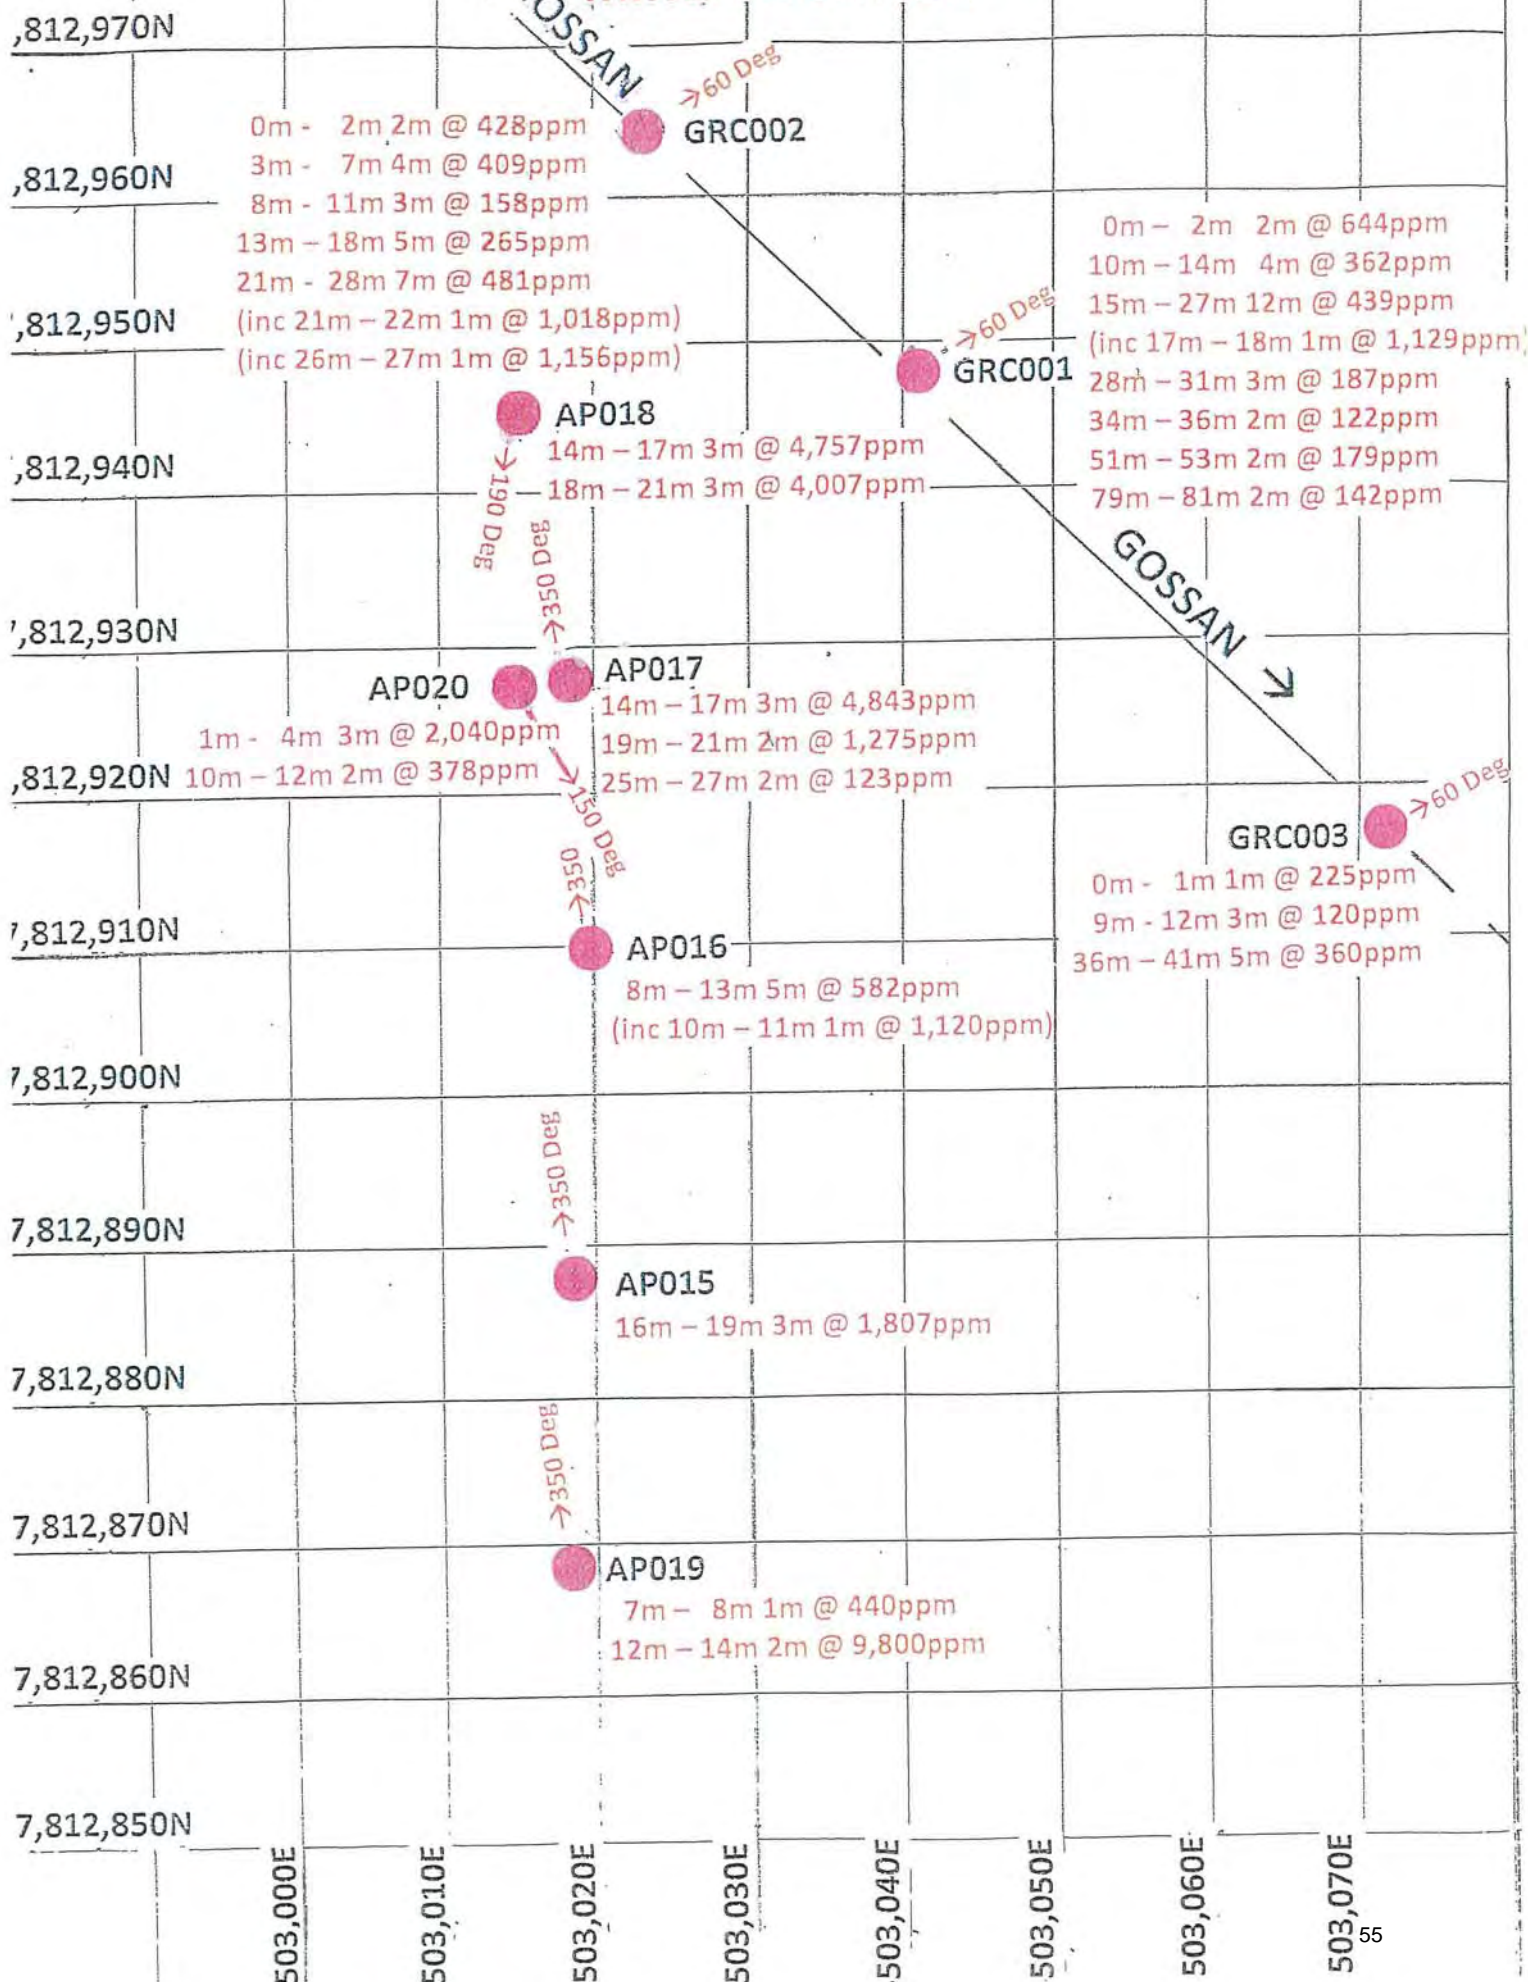 ,812,970N
GOSSAN
→60 Deg
GRC002
0m - 2m 2m @ 428ppm
3m - 7m 4m @ 409ppm
8m - 11m 3m @ 158ppm
13m – 18m 5m @ 265ppm
21m - 28m 7m @ 481ppm
(inc 21m – 22m 1m @ 1,018ppm)
(inc 26m – 27m 1m @ 1,156ppm)
,812,960N
0m – 2m 2m @ 644ppm
10m – 14m 4m @ 362ppm
15m – 27m 12m @ 439ppm
(inc 17m – 18m 1m @ 1,129ppm)
28m – 31m 3m @ 187ppm
34m – 36m 2m @ 122ppm
51m – 53m 2m @ 179ppm
79m – 81m 2m @ 142ppm
,812,950N
→60 Deg
GRC001
AP018
14m – 17m 3m @ 4,757ppm
18m – 21m 3m @ 4,007ppm
→190 Deg
,812,940N
→350 Deg
GOSSAN →
,812,930N
AP020
1m - 4m 3m @ 2,040ppm
10m – 12m 2m @ 378ppm
→150 Deg
AP017
14m – 17m 3m @ 4,843ppm
19m – 21m 2m @ 1,275ppm
25m – 27m 2m @ 123ppm
,812,920N
→60 Deg
GRC003
0m - 1m 1m @ 225ppm
9m - 12m 3m @ 120ppm
36m – 41m 5m @ 360ppm
→350
,812,910N
AP016
8m – 13m 5m @ 582ppm
(inc 10m – 11m 1m @ 1,120ppm)
7,812,900N
→350 Deg
7,812,890N
AP015
16m – 19m 3m @ 1,807ppm
7,812,880N
→350 Deg
7,812,870N
AP019
7m – 8m 1m @ 440ppm
12m – 14m 2m @ 9,800ppm
7,812,860N
7,812,850N
503,000E
503,010E
503,020E
503,030E
503,040E
503,050E
503,060E
503,070E
55